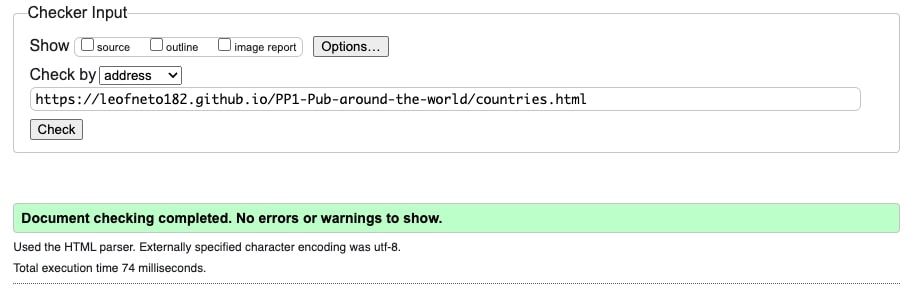 Checker Input
Show source outline image report Options...
Check by address
https://leofneto182.github.io/PP1-Pub-around-the-world/countries.html
Check
Document checking completed. No errors or warnings to show.
Used the HTML parser. Externally specified character encoding was utf-8.
Total execution time 74 milliseconds.